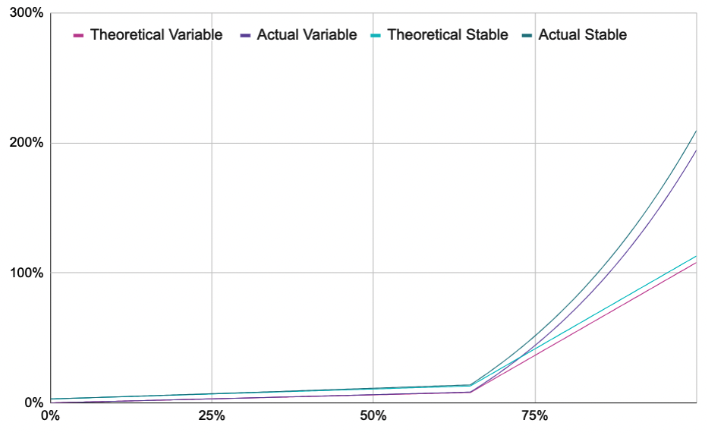 300%
Theoretical Variable Actual Variable Theoretical Stable Actual Stable
200%
100%
0%
0% 25% 50% 75%